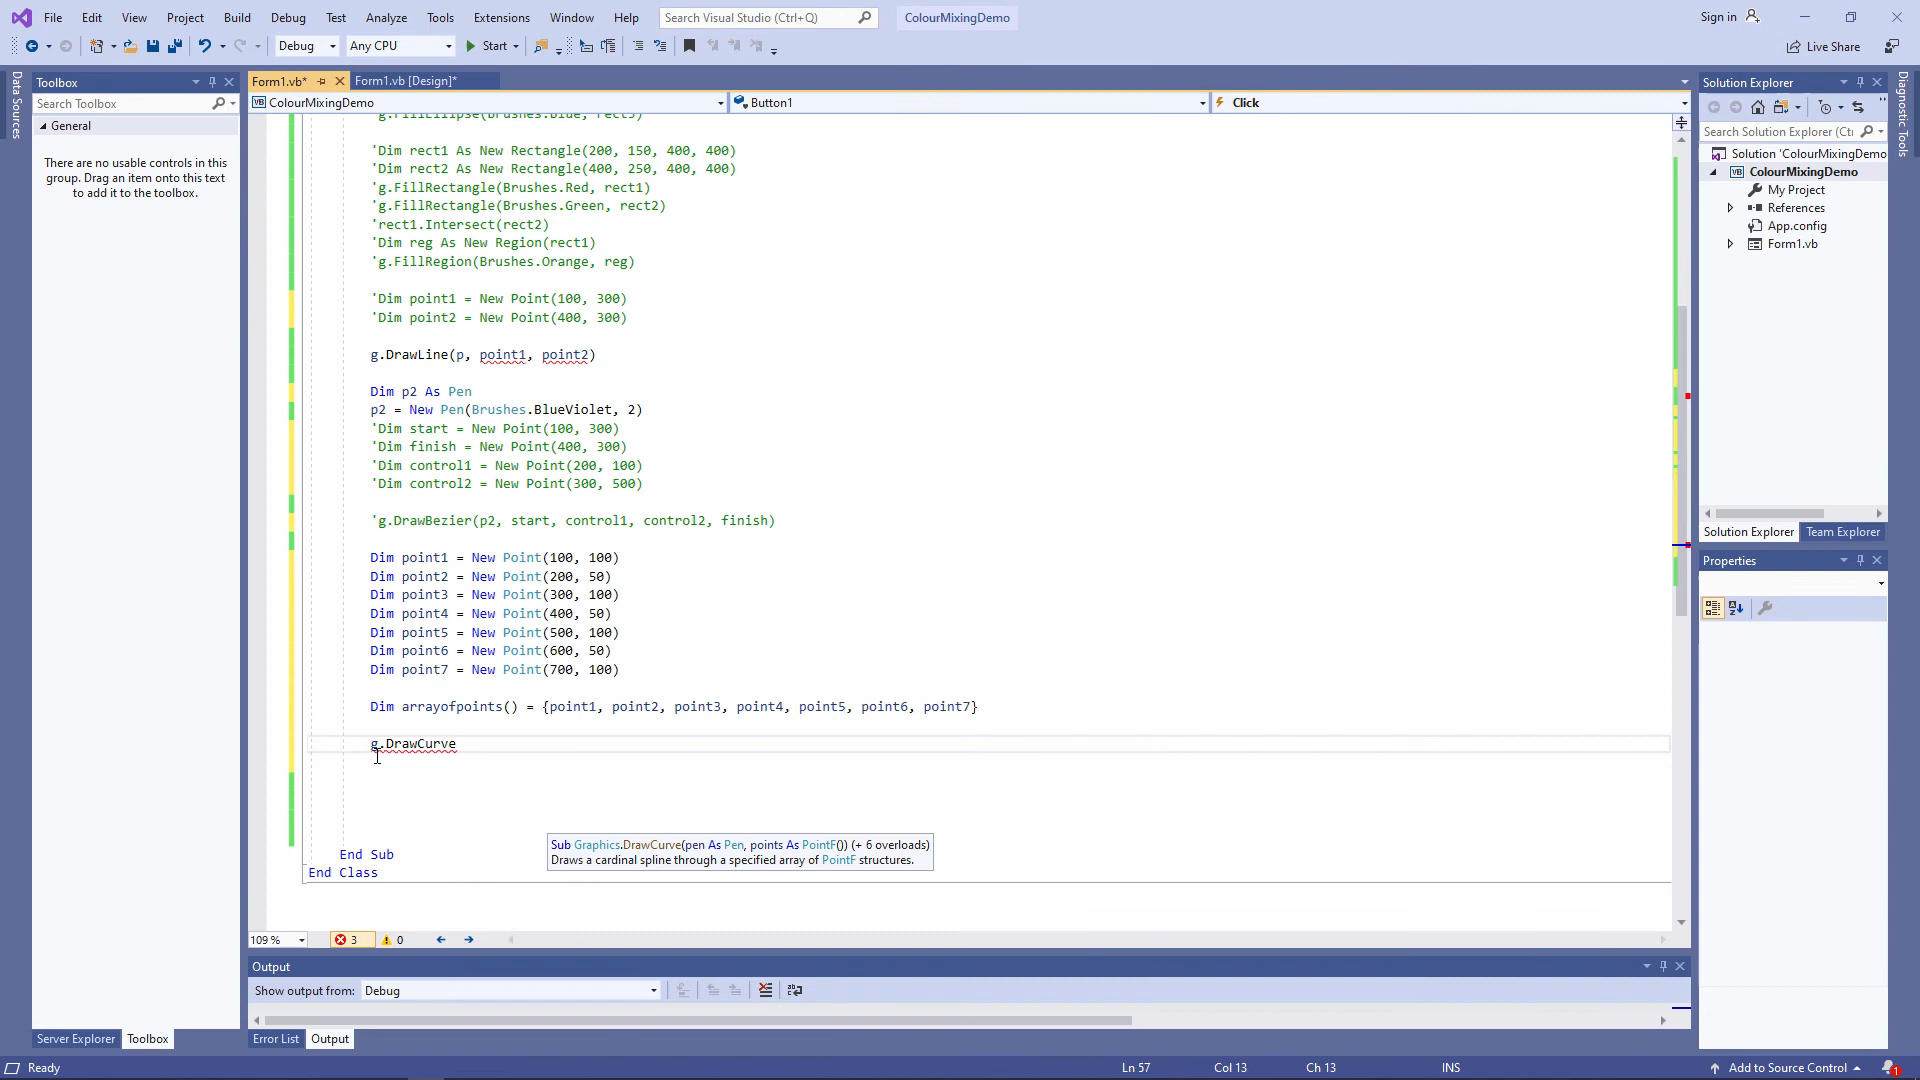 File Edit View Project Build Debug Test Analyze Tools Extensions Window Help Search Visual Studio (Ctrl+Q) ColourMixingDemo Sign in
Debug Any CPU Start Live Share
Data Sources
Toolbox
Search Toolbox
General
There are no usable controls in this
group. Drag an item onto this text
to add it to the toolbox.
Server Explorer Toolbox
Form1.vb* Form1.vb [Design]*
ColourMixingDemo Button1 Click
'g.FillEllipse(Brushes.Blue, rect3)
'Dim rect1 As New Rectangle(200, 150, 400, 400)
'Dim rect2 As New Rectangle(400, 250, 400, 400)
'g.FillRectangle(Brushes.Red, rect1)
'g.FillRectangle(Brushes.Green, rect2)
'rect1.Intersect(rect2)
'Dim reg As New Region(rect1)
'g.FillRegion(Brushes.Orange, reg)
'Dim point1 = New Point(100, 300)
'Dim point2 = New Point(400, 300)
g.DrawLine(p, point1, point2)
Dim p2 As Pen
p2 = New Pen(Brushes.BlueViolet, 2)
'Dim start = New Point(100, 300)
'Dim finish = New Point(400, 300)
'Dim control1 = New Point(200, 100)
'Dim control2 = New Point(300, 500)
'g.DrawBezier(p2, start, control1, control2, finish)
Dim point1 = New Point(100, 100)
Dim point2 = New Point(200, 50)
Dim point3 = New Point(300, 100)
Dim point4 = New Point(400, 50)
Dim point5 = New Point(500, 100)
Dim point6 = New Point(600, 50)
Dim point7 = New Point(700, 100)
Dim arrayofpoints() = {point1, point2, point3, point4, point5, point6, point7}
g.DrawCurve
Sub Graphics.DrawCurve(pen As Pen, points As PointF()) (+ 6 overloads)
Draws a cardinal spline through a specified array of PointF structures.
End Sub
End Class
109 % 3 0
Output
Show output from: Debug
Error List Output
Solution Explorer
Search Solution Explorer (Ctr
Solution 'ColourMixingDemo
ColourMixingDemo
My Project
References
App.config
Form1.vb
Solution Explorer Team Explorer
Properties
Diagnostic Tools
Ready Ln 57 Col 13 Ch 13 INS Add to Source Control 1